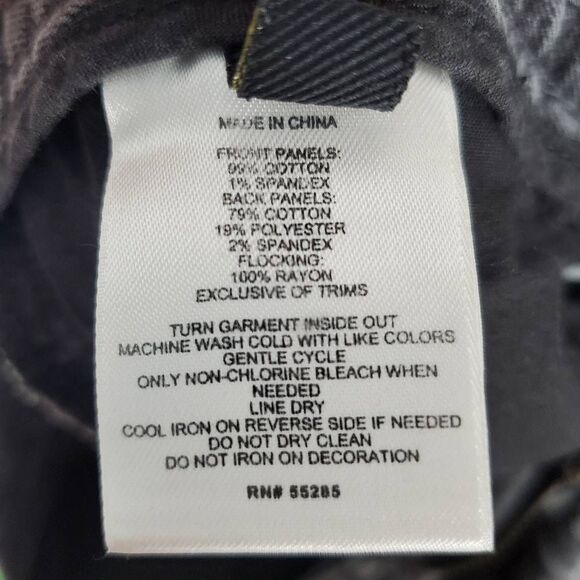 MADE IN CHINA
FRONT PANELS:
99% COTTON
1% SPANDEX
BACK PANELS:
79% COTTON
19% POLYESTER
2% SPANDEX
FLOCKING:
100% RAYON
EXCLUSIVE OF TRIMS
TURN GARMENT INSIDE OUT
MACHINE WASH COLD WITH LIKE COLORS
GENTLE CYCLE
ONLY NON-CHLORINE BLEACH WHEN
NEEDED
LINE DRY
COOL IRON ON REVERSE SIDE IF NEEDED
DO NOT DRY CLEAN
DO NOT IRON ON DECORATION
RN# 55285